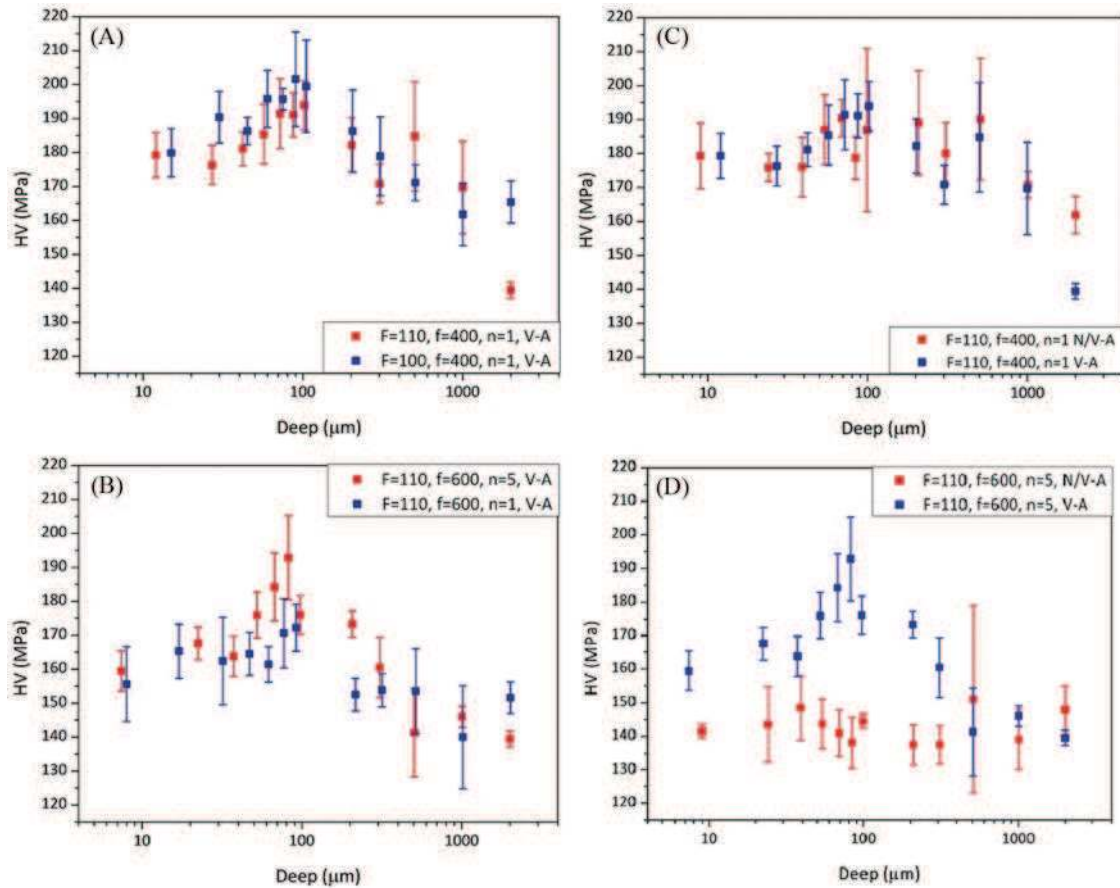 (A)
HV (MPa)
220
210
200
190
180
170
160
150
140
130
120
F=110, f=400, n=1, V-A
F=100, f=400, n=1, V-A
10
100
1000
Deep (μm)
(C)
HV (MPa)
220
210
200
190
180
170
160
150
140
130
120
F=110, f=400, n=1 N/V-A
F=110, f=400, n=1 V-A
10
100
1000
Deep (μm)
(B)
HV (MPa)
220
210
200
190
180
170
160
150
140
130
120
F=110, f=600, n=5, V-A
F=110, f=600, n=1, V-A
10
100
1000
Deep (μm)
(D)
HV (MPa)
220
210
200
190
180
170
160
150
140
130
120
F=110, f=600, n=5, N/V-A
F=110, f=600, n=5, V-A
10
100
1000
Deep (μm)